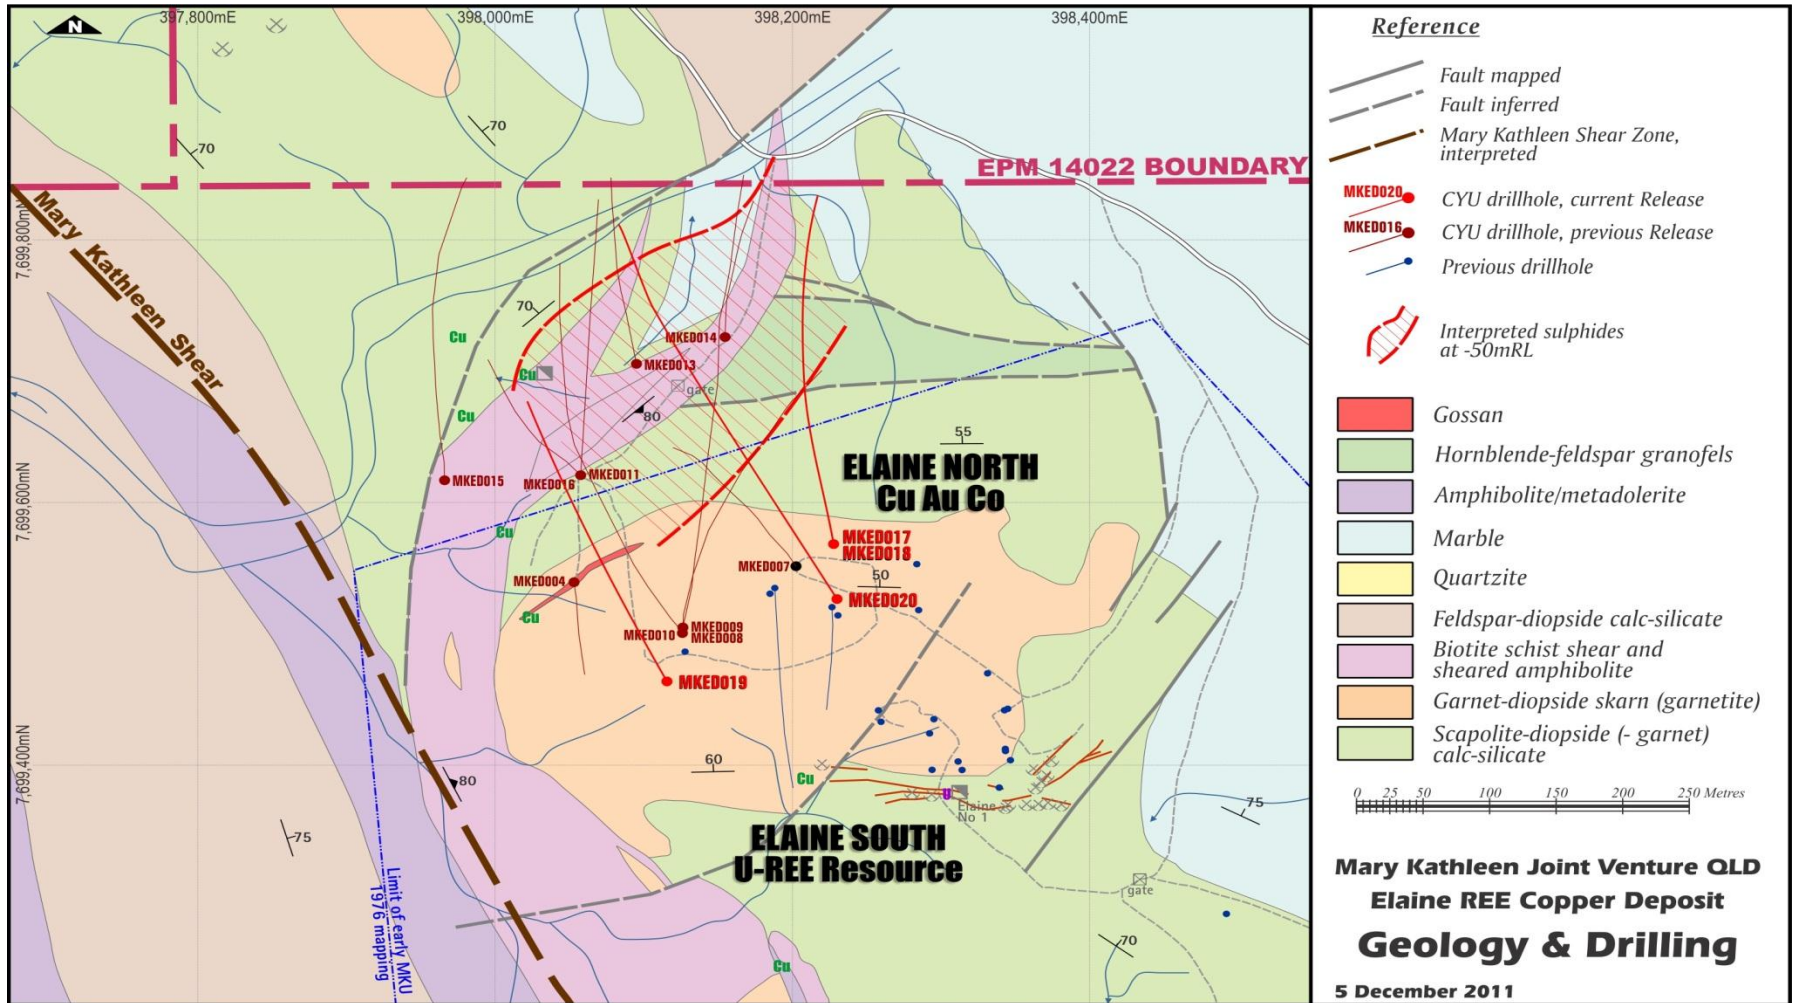 397,800mE
398,000mE
398,200mE
398,400mE
N
70
70
EPM 14022 BOUNDARY
7,699,800mN
Mary Kathleen Shear
70
Cu
MKED014
Cu
MKED013
gate
Cu
80
55
ELAINE NORTH
Cu Au Co
MKED015
MKED011
MKED016
7,699,600mN
Cu
MKED017
MKED018
MKED007
MKED004
50
MKED020
Cu
MKED009
MKED010
MKED008
MKED019
60
Cu
80
7,699,400mN
U
Elaine
No 1
75
75
ELAINE SOUTH
U-REE Resource
gate
Limit of early MKU
1976 mapping
70
Cu
Reference
Fault mapped
Fault inferred
Mary Kathleen Shear Zone,
interpreted
MKED020
CYU drillhole, current Release
MKED016
CYU drillhole, previous Release
Previous drillhole
Interpreted sulphides
at -50mRL
Gossan
Hornblende-feldspar granofels
Amphibolite/metadolerite
Marble
Quartzite
Feldspar-diopside calc-silicate
Biotite schist shear and
sheared amphibolite
Garnet-diopside skarn (garnetite)
Scapolite-diopside (- garnet)
calc-silicate
0 25 50 100 150 200 250 Metres
Mary Kathleen Joint Venture QLD
Elaine REE Copper Deposit
Geology & Drilling
5 December 2011